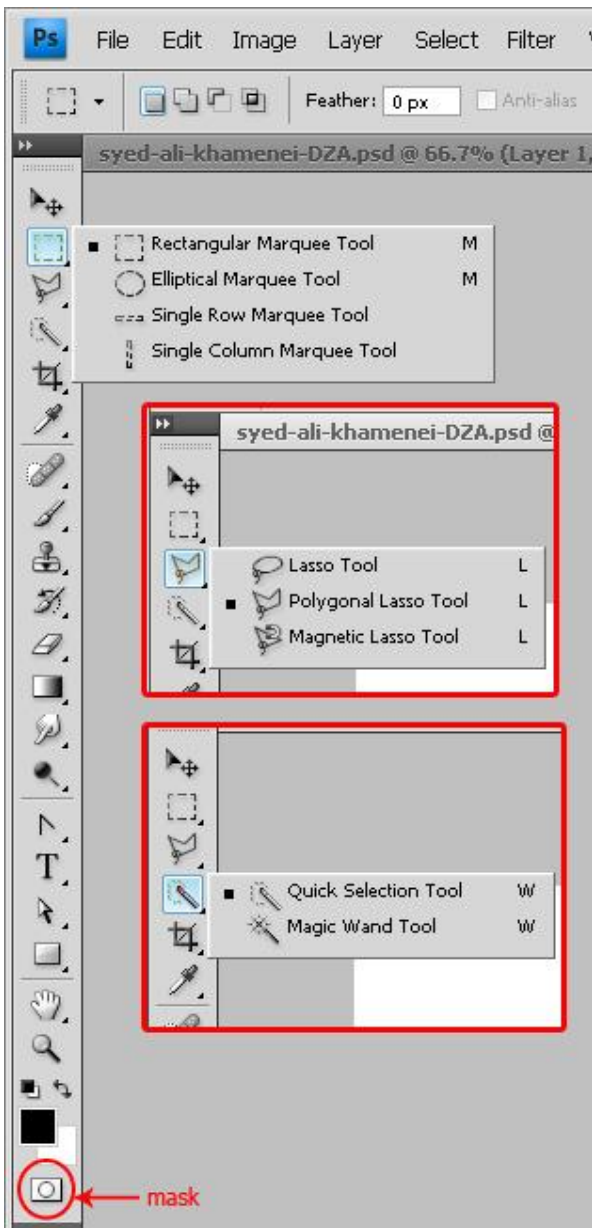 Ps File Edit Image Layer Select Filter
Feather: 0 px Anti-alias
syed-ali-khamenei-DZA.psd @ 66.7% (Layer 1,
Rectangular Marquee Tool M
Elliptical Marquee Tool M
Single Row Marquee Tool
Single Column Marquee Tool
syed-ali-khamenei-DZA.psd @
Lasso Tool L
Polygonal Lasso Tool L
Magnetic Lasso Tool L
Quick Selection Tool W
Magic Wand Tool W
T
mask